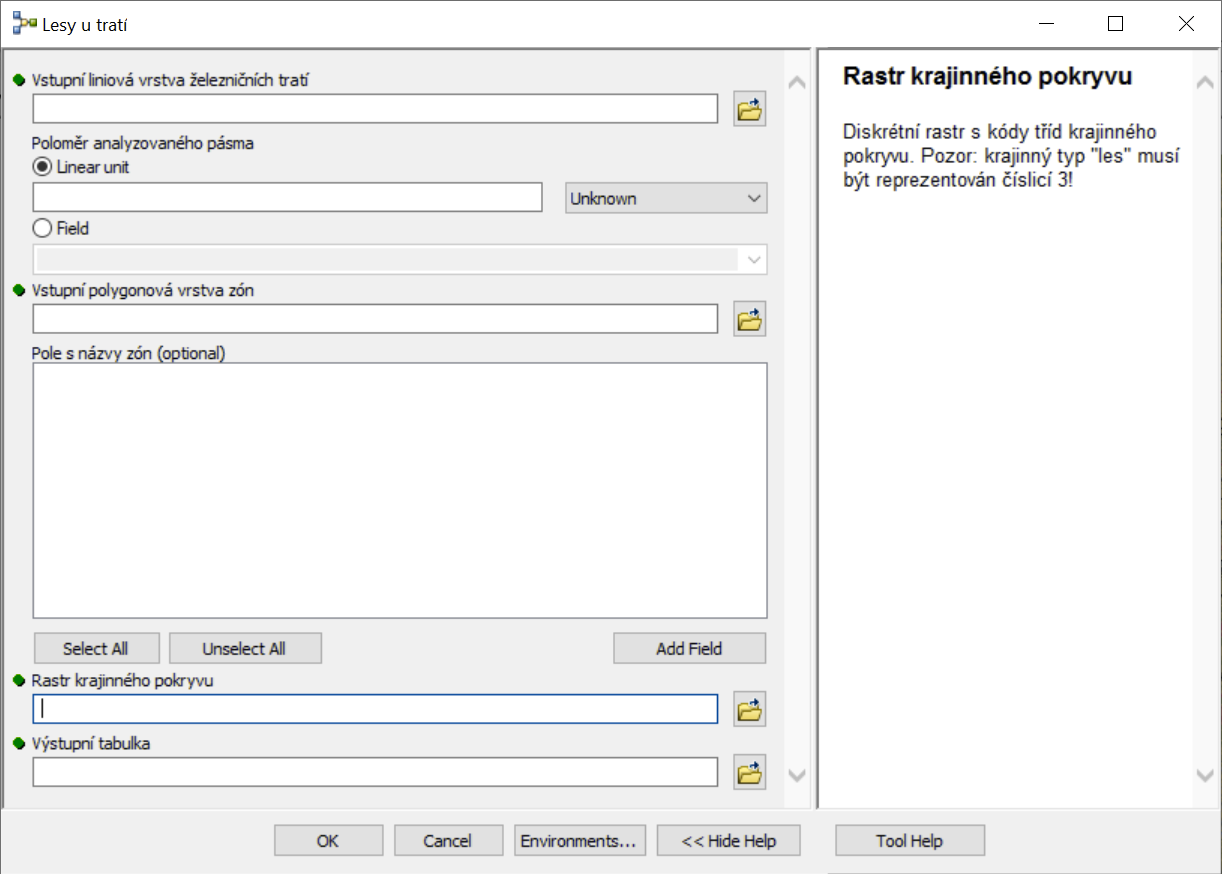 Lesy u tratí
Vstupní liniová vrstva železničních tratí
Poloměr analyzovaného pásma
Linear unit
Unknown
Field
Vstupní polygonová vrstva zón
Pole s názvy zón (optional)
Select All
Unselect All
Add Field
Rastr krajinného pokryvu
Výstupní tabulka
OK
Cancel
Environments...
<< Hide Help
Tool Help
Rastr krajinného pokryvu
Diskrétní rastr s kódy tříd krajinného
pokryvu. Pozor: krajinný typ "les" musí
být reprezentován číslicí 3!